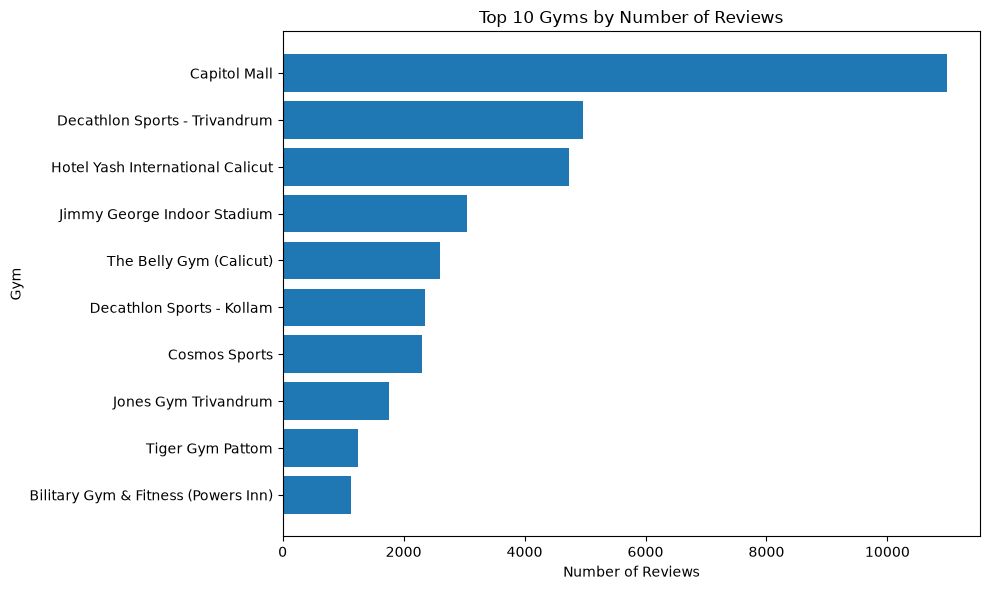 Top 10 Gyms by Number of Reviews
Capitol Mall
Decathlon Sports - Trivandrum
Hotel Yash International Calicut
Jimmy George Indoor Stadium
The Belly Gym (Calicut)
Decathlon Sports - Kollam
Cosmos Sports
Jones Gym Trivandrum
Tiger Gym Pattom
Bilitary Gym & Fitness (Powers Inn)
Gym
0 2000 4000 6000 8000 10000
Number of Reviews